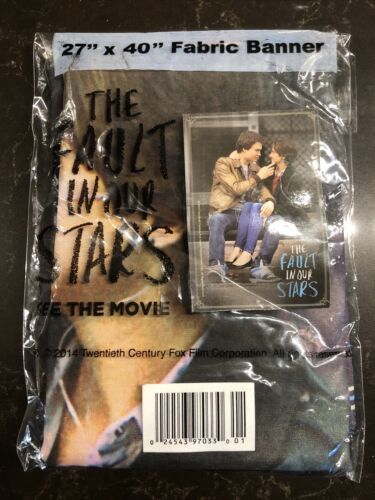 27" x 40" Fabric Banner
THE
FAULT
IN OUR
STARS
THE
FAULT
IN OUR
STARS
THE MOVIE
© 2014 Twentieth Century Fox Film Corporation. All
0 24543 97033 0 01